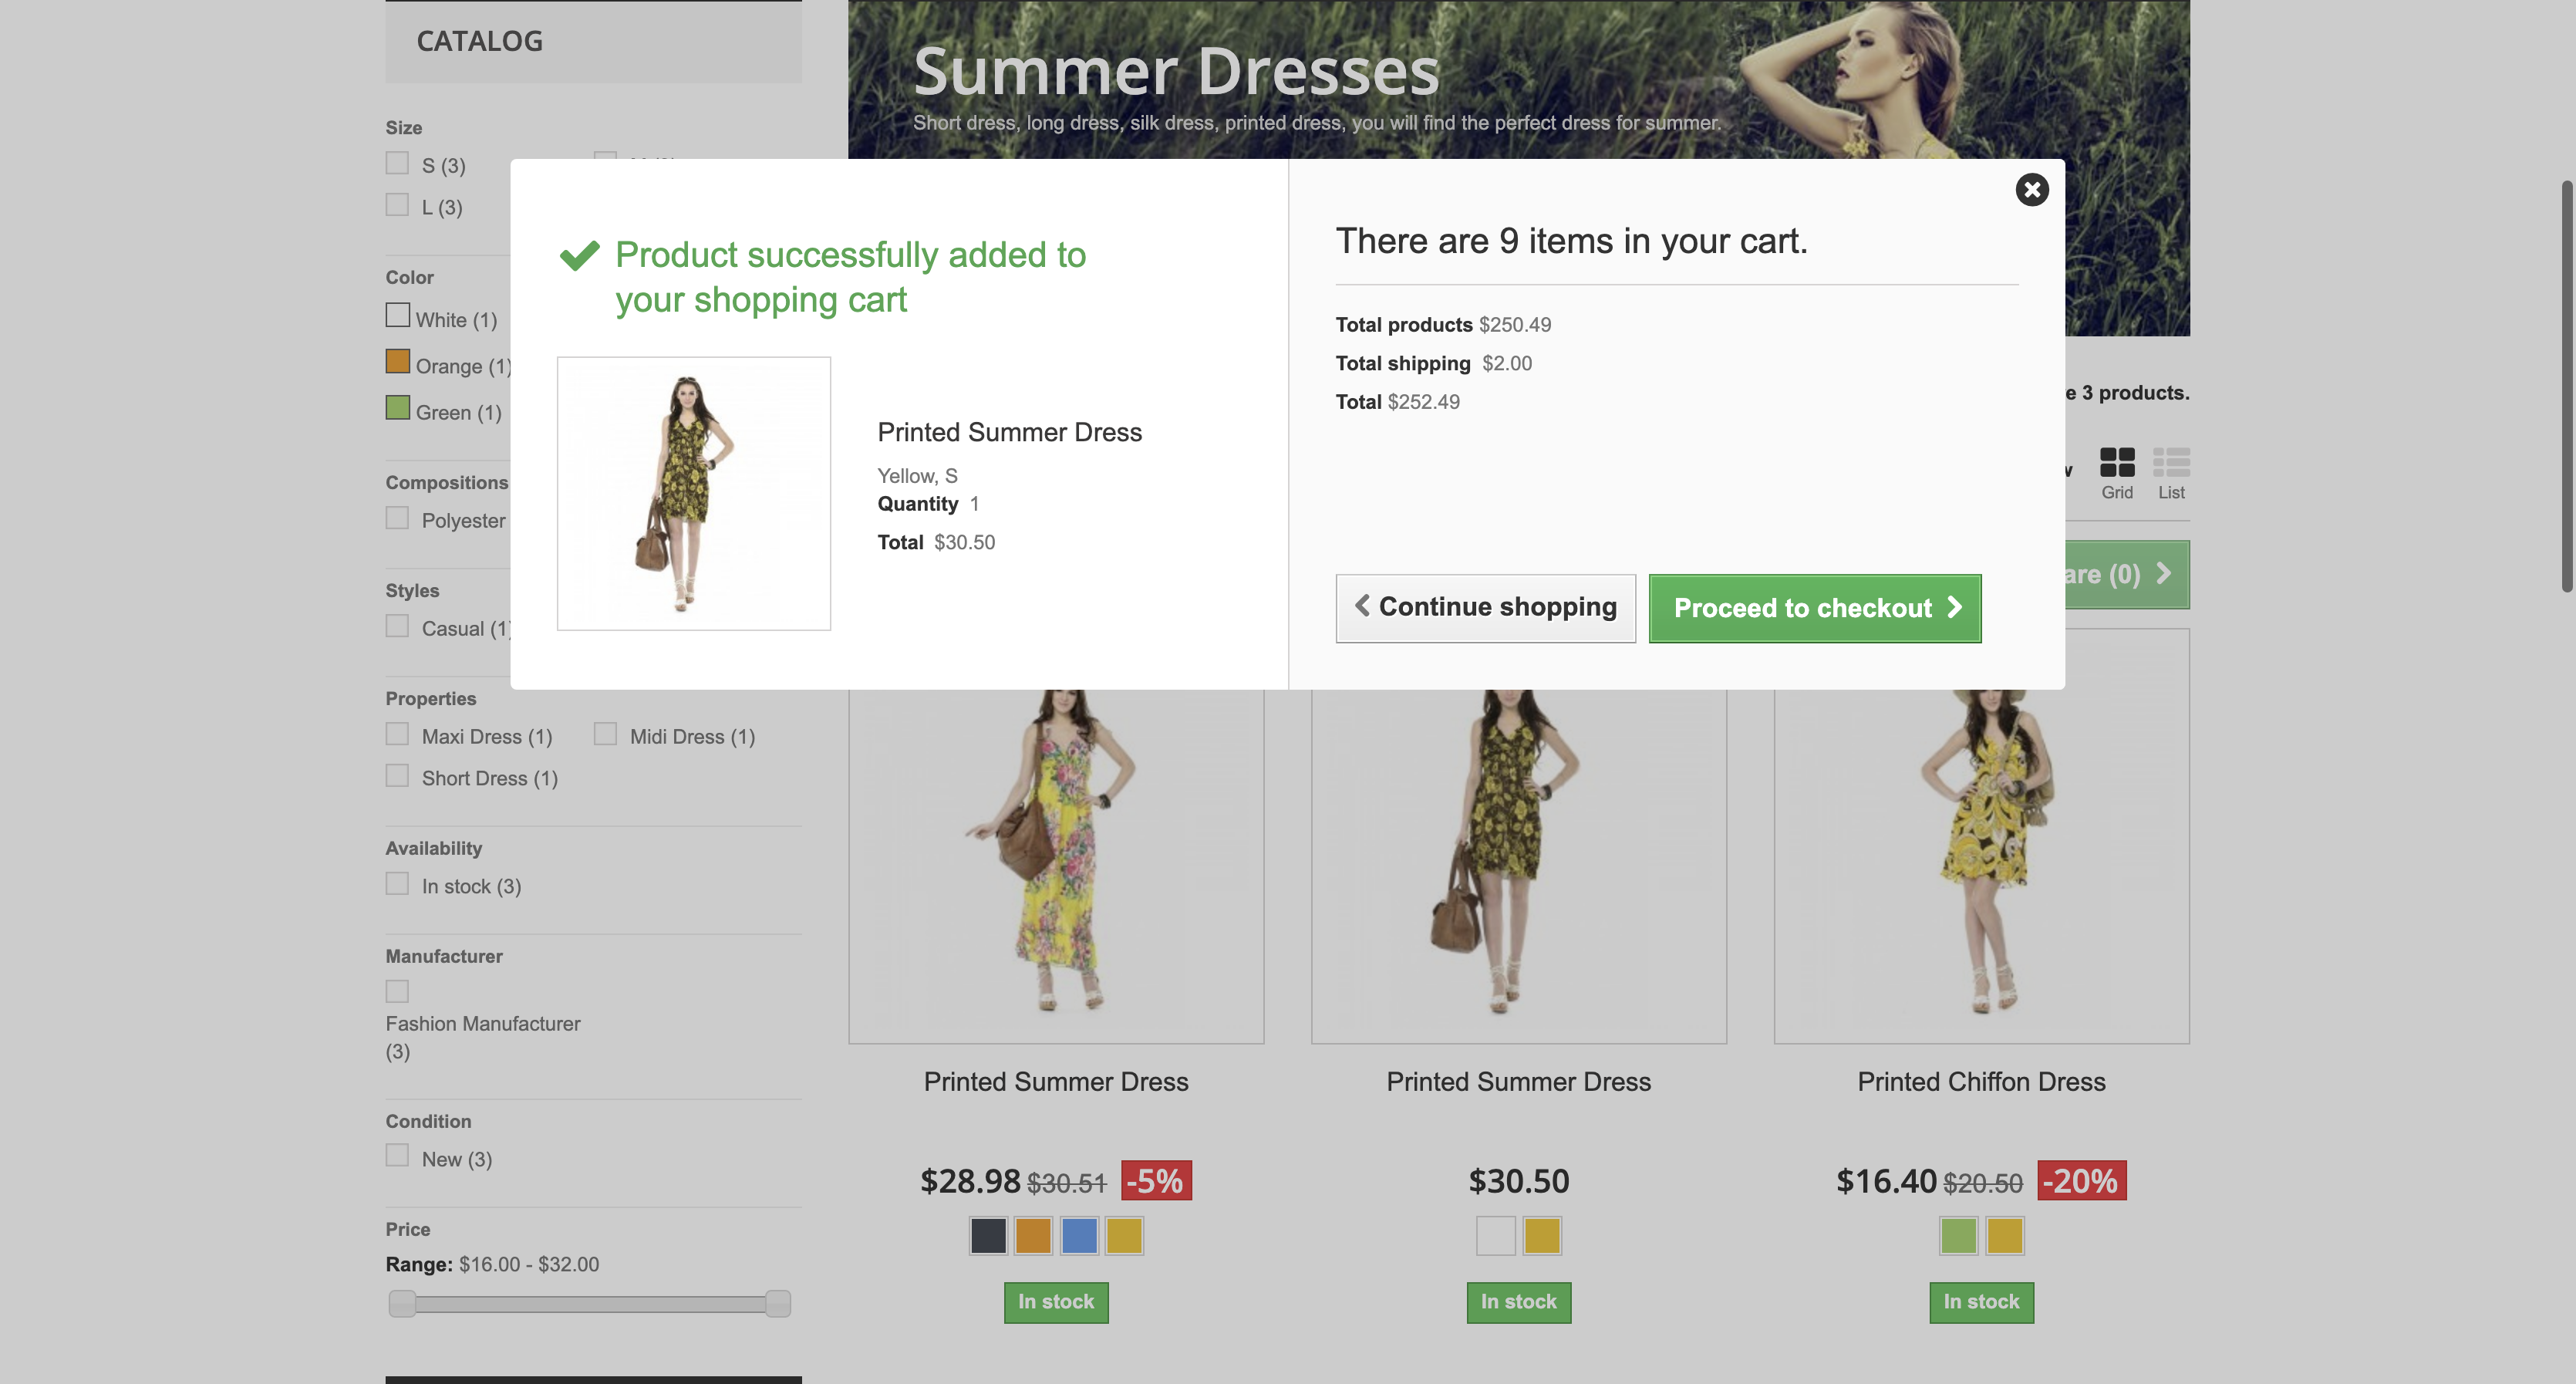 CATALOG
Size
S (3)
L (3)
Color
White (1)
Orange (1)
Green (1)
Compositions
Polyester
Styles
Casual (1)
Properties
Maxi Dress (1)
Midi Dress (1)
Short Dress (1)
Availability
In stock (3)
Manufacturer
Fashion Manufacturer
(3)
Condition
New (3)
Price
Range: $16.00 - $32.00
Summer Dresses
Short dress, long dress, silk dress, printed dress, you will find the perfect dress for summer.
Product successfully added to
your shopping cart
Printed Summer Dress
Yellow, S
Quantity 1
Total $30.50
There are 9 items in your cart.
Total products $250.49
Total shipping $2.00
Total $252.49
Continue shopping
Proceed to checkout
3 products.
Grid
List
(0)
Printed Summer Dress
$28.98 $30.51 -5%
In stock
Printed Summer Dress
$30.50
In stock
Printed Chiffon Dress
$16.40 $20.50 -20%
In stock